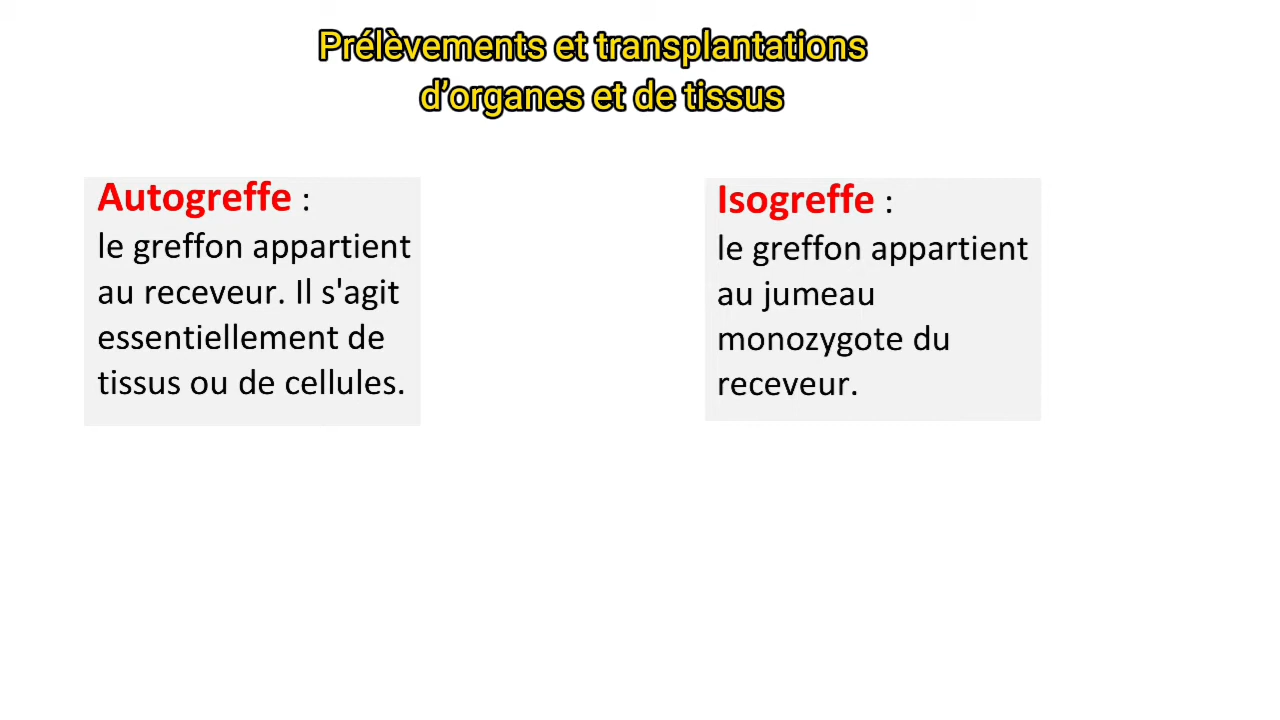 Prélèvements et transplantations
d’organes et de tissus
Autogreffe :
le greffon appartient
au receveur. Il s'agit
essentiellement de
tissus ou de cellules.
Isogreffe :
le greffon appartient
au jumeau
monozygote du
receveur.